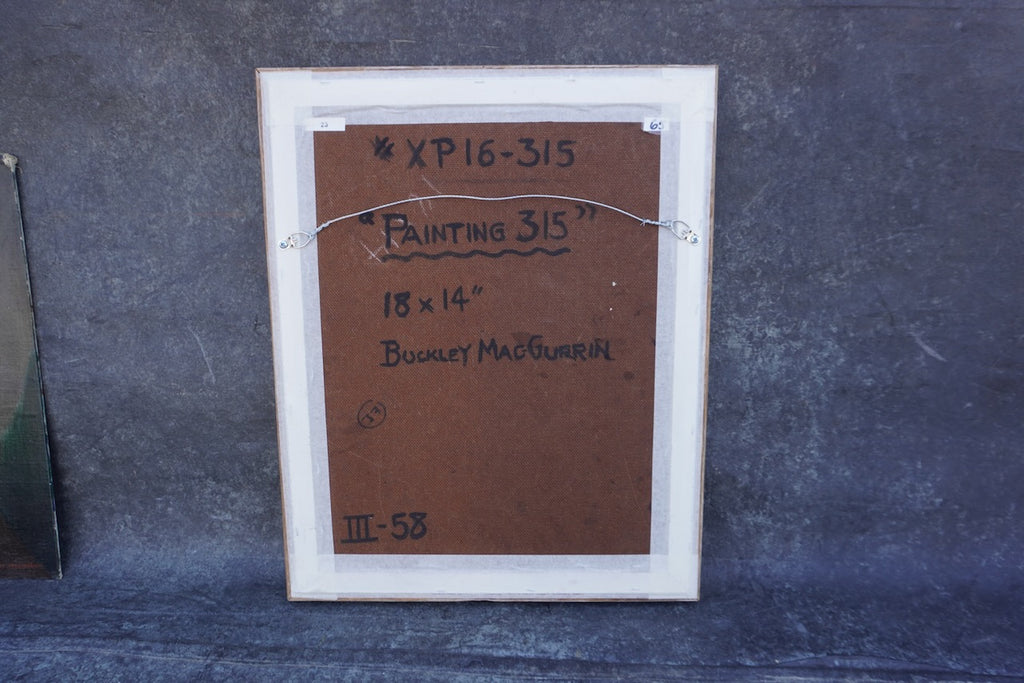 # XP16-315
"PAINTING 315"
18 x 14"
BUCKLEY MACGURRIN
III-58